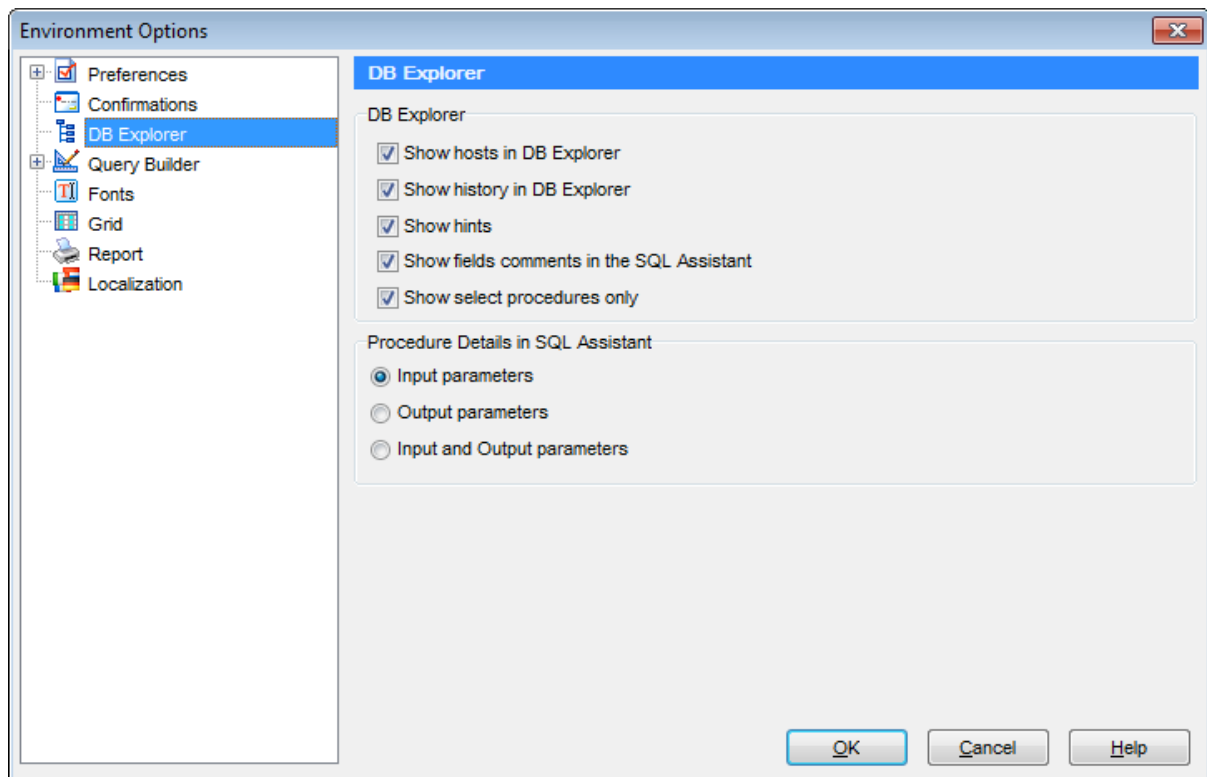 Environment Options
Preferences
Confirmations
DB Explorer
Query Builder
Fonts
Grid
Report
Localization
DB Explorer
DB Explorer
Show hosts in DB Explorer
Show history in DB Explorer
Show hints
Show fields comments in the SQL Assistant
Show select procedures only
Procedure Details in SQL Assistant
Input parameters
Output parameters
Input and Output parameters
OK Cancel Help